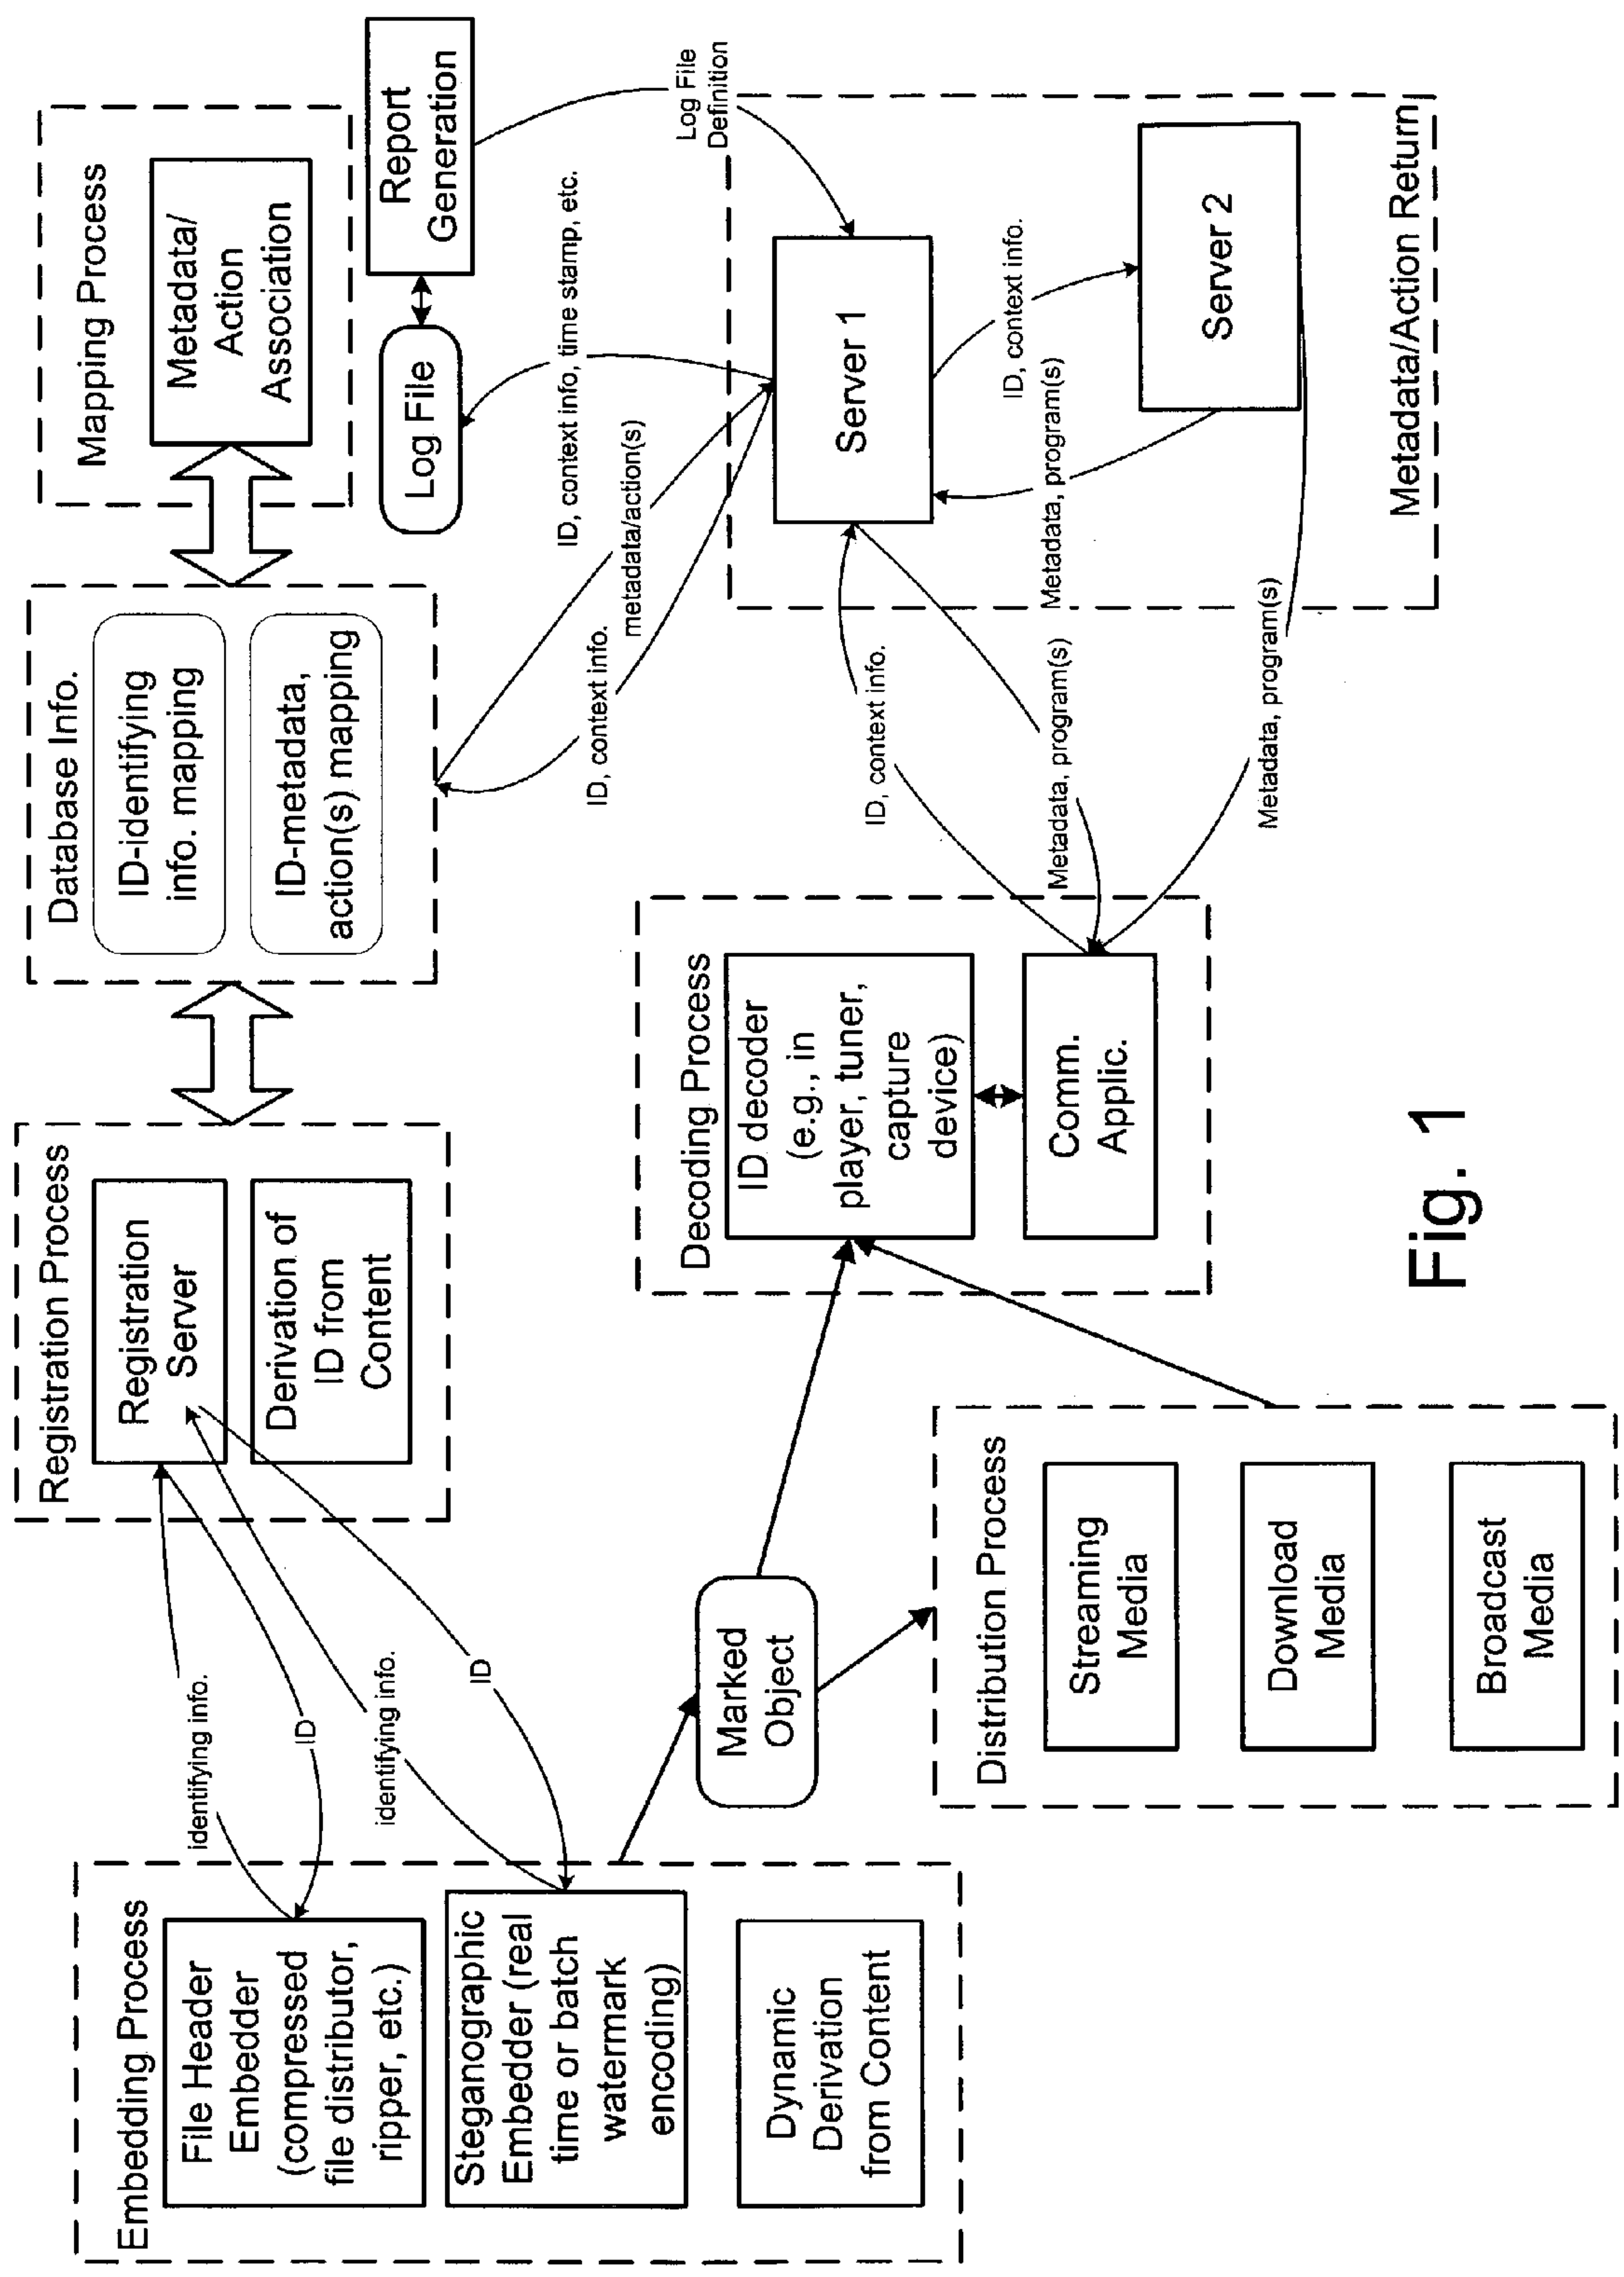 Embedding Process
File Header
Embedder
(compressed
file distributor,
ripper, etc.)
Steganographic
Embedder (real
time or batch
watermark
encoding)
Dynamic
Derivation
from Content
identifying info.
ID
identifying info.
ID
Registration Process
Registration
Server
Derivation of
ID from
Content
Database Info.
ID-identifying
info. mapping
ID-metadata,
action(s) mapping
Mapping Process
Metadata/
Action
Association
Marked
Object
Distribution Process
Streaming
Media
Download
Media
Broadcast
Media
Decoding Process
ID decoder
(e.g., in
player, tuner,
capture
device)
Comm.
Applic.
Log File
Report
Generation
ID, context info, time stamp, etc.
metadata/action(s)
ID, context info.
Log File
Definition
Server 1
ID, context info.
Metadata, program(s)
Server 2
ID, context info.
Metadata, program(s)
Metadata, program(s)
Metadata/Action Return
Fig. 1